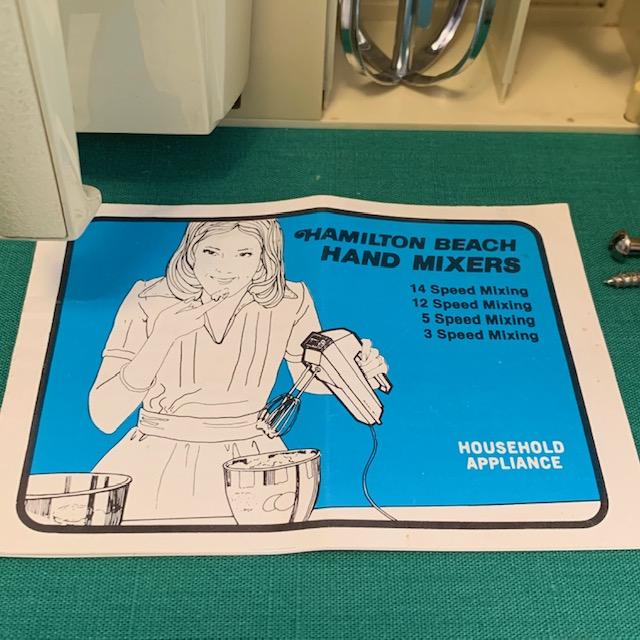 HAMILTON BEACH
HAND MIXERS
14 Speed Mixing
12 Speed Mixing
5 Speed Mixing
3 Speed Mixing
HOUSEHOLD
APPLIANCE